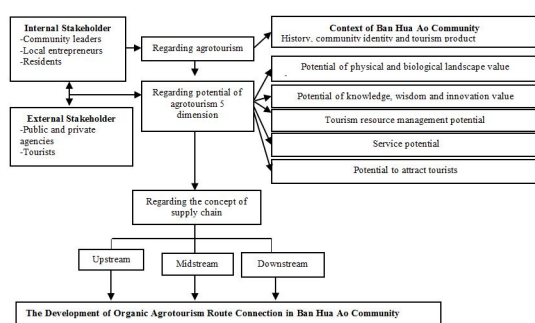 Internal Stakeholder
-Community leaders
-Local entrepreneurs
-Residents
External Stakeholder
-Public and private
agencies
-Tourists
Regarding agrotourism
Regarding potential of
agrotourism 5
dimension
Context of Ban Hua Ao Community
History, community identity and tourism product
Potential of physical and biological landscape value
Potential of knowledge, wisdom and innovation value
Tourism resource management potential
Service potential
Potential to attract tourists
Regarding the concept of
supply chain
Upstream
Midstream
Downstream
The Development of Organic Agrotourism Route Connection in Ban Hua Ao Community